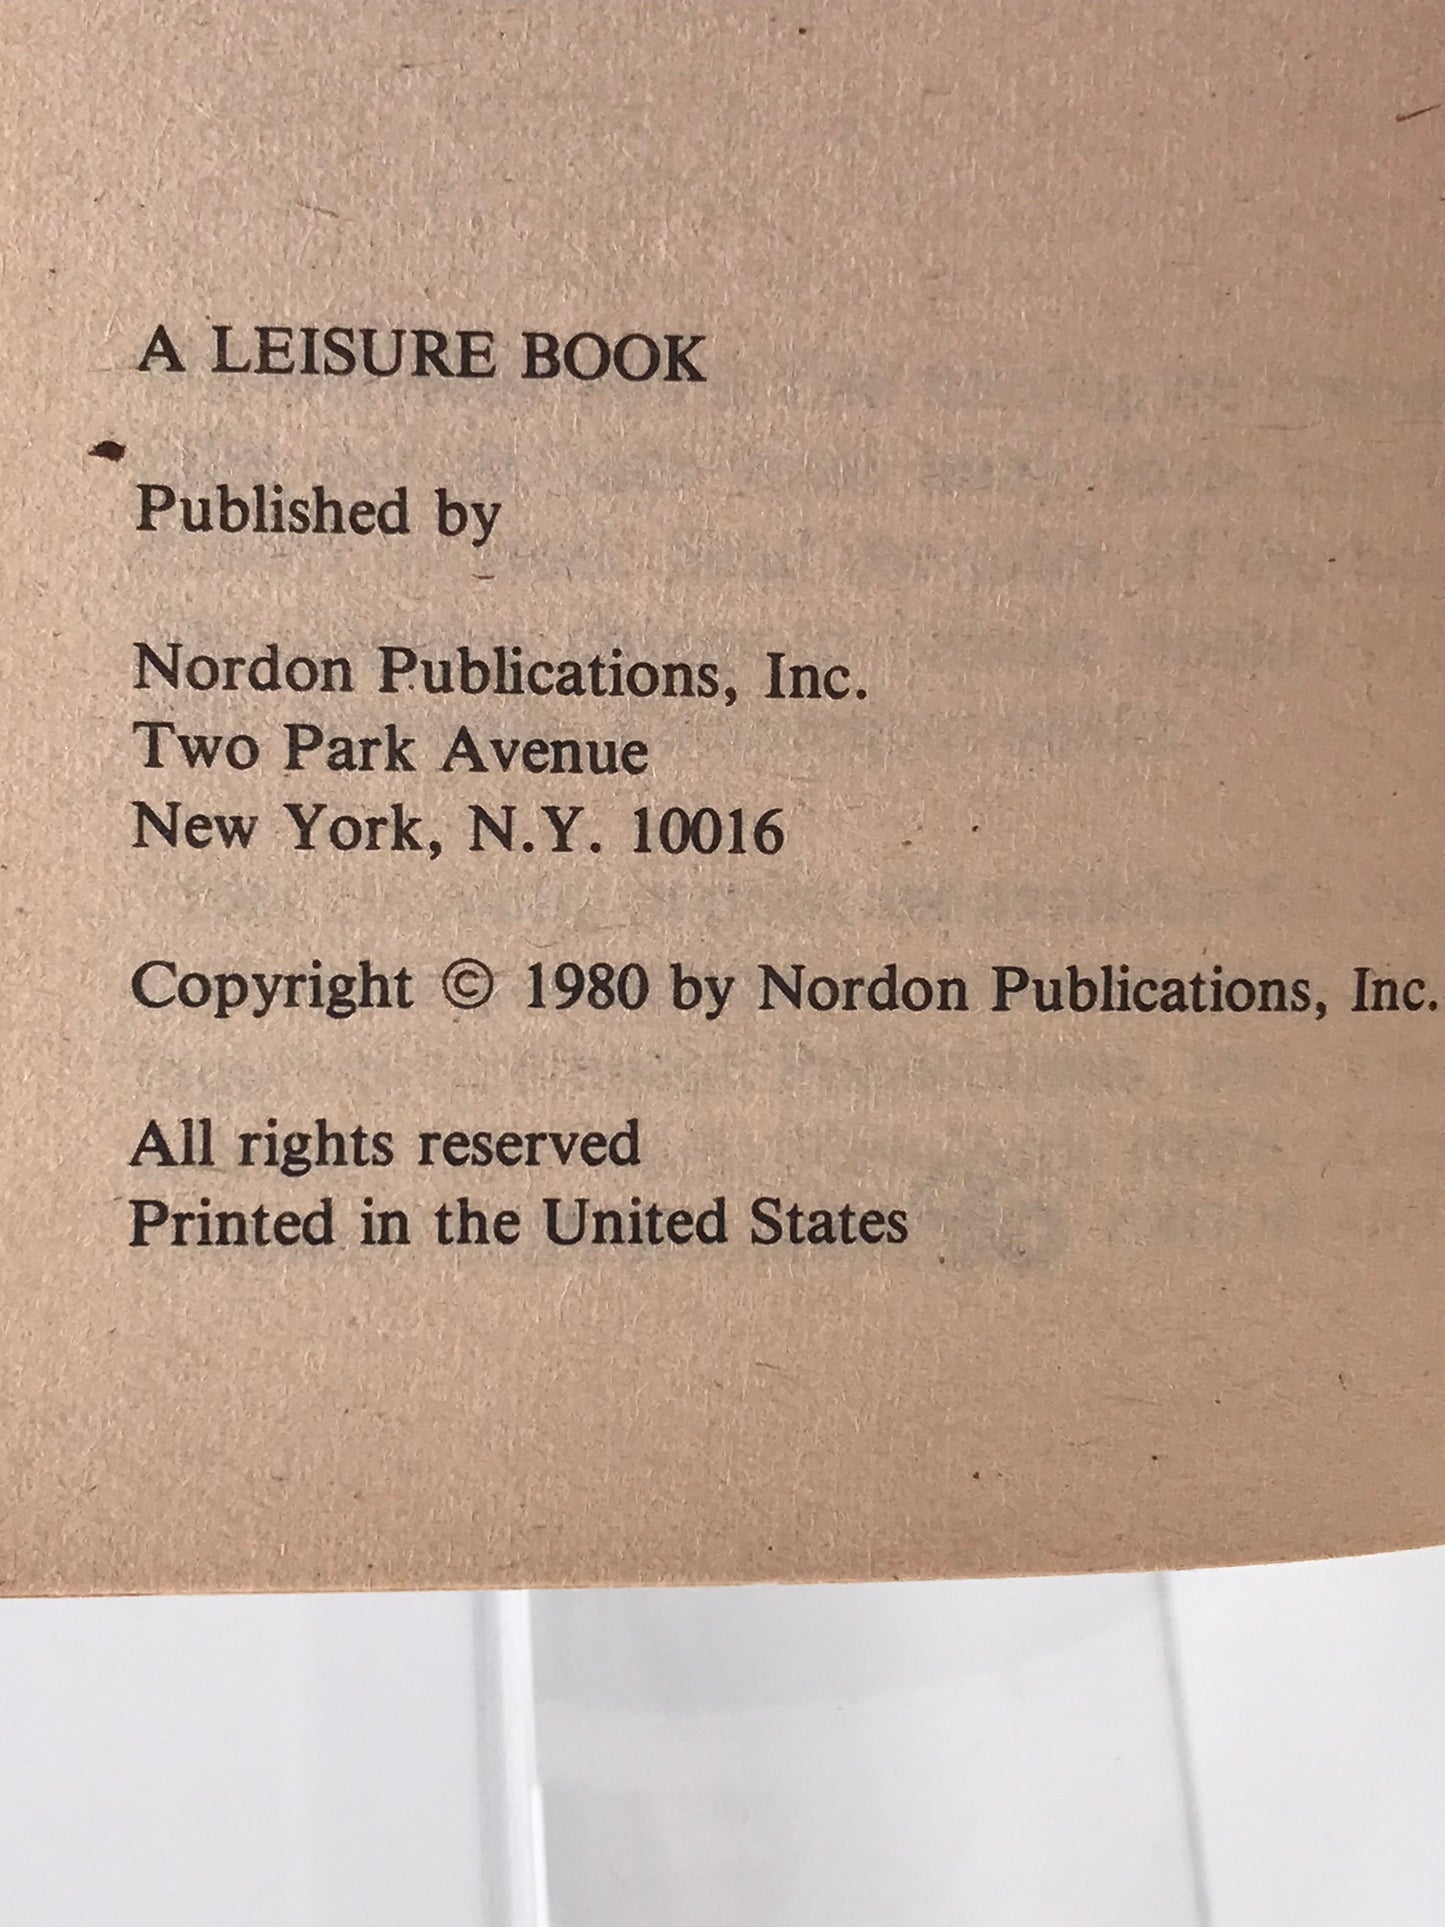 A LEISURE BOOK
Published by
Nordon Publications, Inc.
Two Park Avenue
New York, N.Y. 10016
Copyright © 1980 by Nordon Publications, Inc.
All rights reserved
Printed in the United States